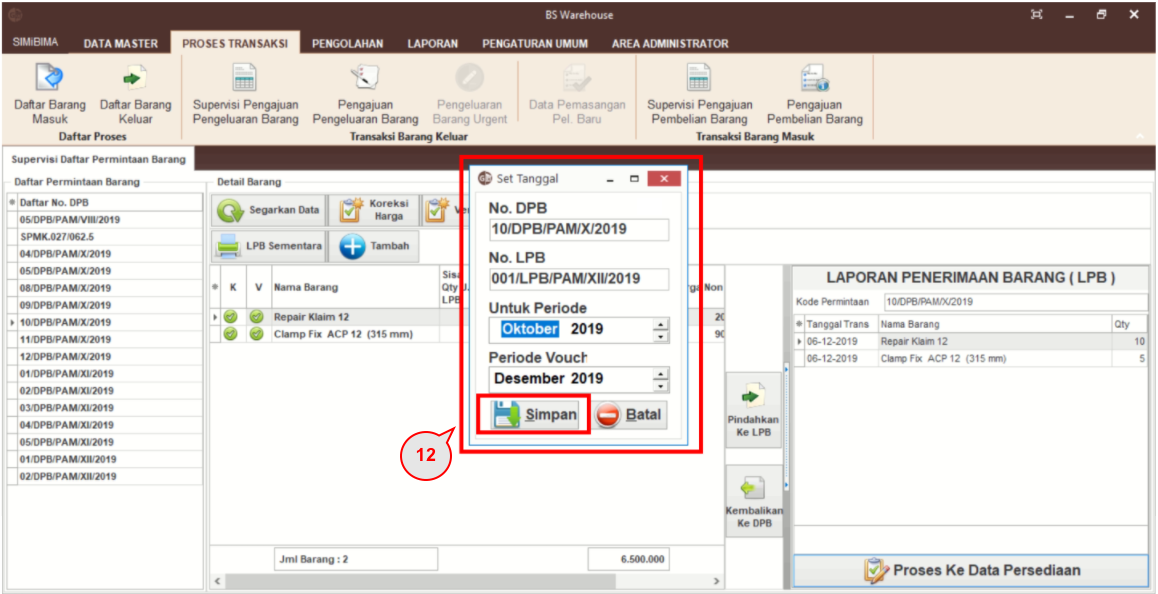 BS Warehouse
SIMiBIMA DATA MASTER PROSES TRANSAKSI PENGOLAHAN LAPORAN PENGATURAN UMUM AREA ADMINISTRATOR
Daftar Barang Masuk
Daftar Barang Keluar
Daftar Proses
Supervisi Pengajuan Pengeluaran Barang
Pengajuan Pengeluaran Barang
Pengeluaran Barang Urgent
Transaksi Barang Keluar
Data Pemasangan Pel. Baru
Supervisi Pengajuan Pembelian Barang
Pengajuan Pembelian Barang
Transaksi Barang Masuk
Supervisi Daftar Permintaan Barang
Daftar Permintaan Barang
Daftar No. DPB
05/DPB/PAM/VIII/2019
SPMK.027/062.5
04/DPB/PAM/X/2019
05/DPB/PAM/X/2019
08/DPB/PAM/X/2019
09/DPB/PAM/X/2019
10/DPB/PAM/X/2019
11/DPB/PAM/X/2019
12/DPB/PAM/X/2019
01/DPB/PAM/XI/2019
02/DPB/PAM/XI/2019
03/DPB/PAM/XI/2019
04/DPB/PAM/XI/2019
05/DPB/PAM/XI/2019
01/DPB/PAM/XII/2019
02/DPB/PAM/XII/2019
Detail Barang
Segarkan Data
Koreksi Harga
LPB Sementara
Tambah
K V Nama Barang
Repair Klaim 12
Clamp Fix ACP 12 (315 mm)
Jml Barang : 2
6.500.000
Set Tanggal
No. DPB
10/DPB/PAM/X/2019
No. LPB
001/LPB/PAM/XII/2019
Untuk Periode
Oktober 2019
Periode Vouch
Desember 2019
Simpan
Batal
12
Pindahkan Ke LPB
Kembalikan Ke DPB
LAPORAN PENERIMAAN BARANG ( LPB )
Kode Permintaan 10/DPB/PAM/X/2019
Tanggal Trans Nama Barang Qty
06-12-2019 Repair Klaim 12 10
06-12-2019 Clamp Fix ACP 12 (315 mm) 5
Proses Ke Data Persediaan